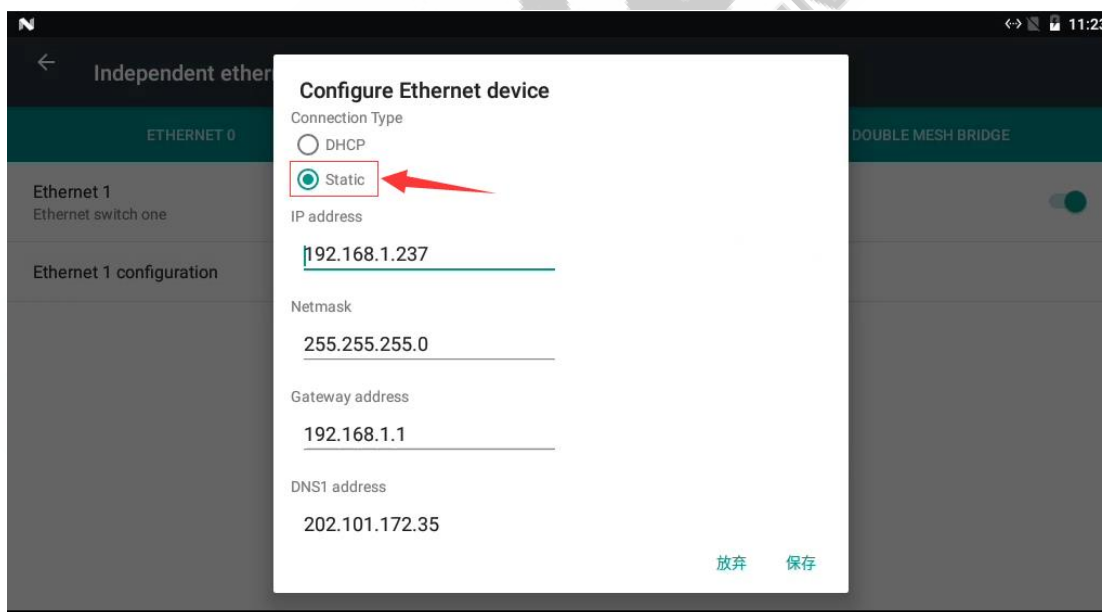 11:23
Independent ether
Configure Ethernet device
Connection Type
ETHERNET 0
DHCP
DOUBLE MESH BRIDGE
Static
Ethernet 1
Ethernet switch one
IP address
192.168.1.237
Ethernet 1 configuration
Netmask
255.255.255.0
Gateway address
192.168.1.1
DNS1 address
202.101.172.35
放弃 保存